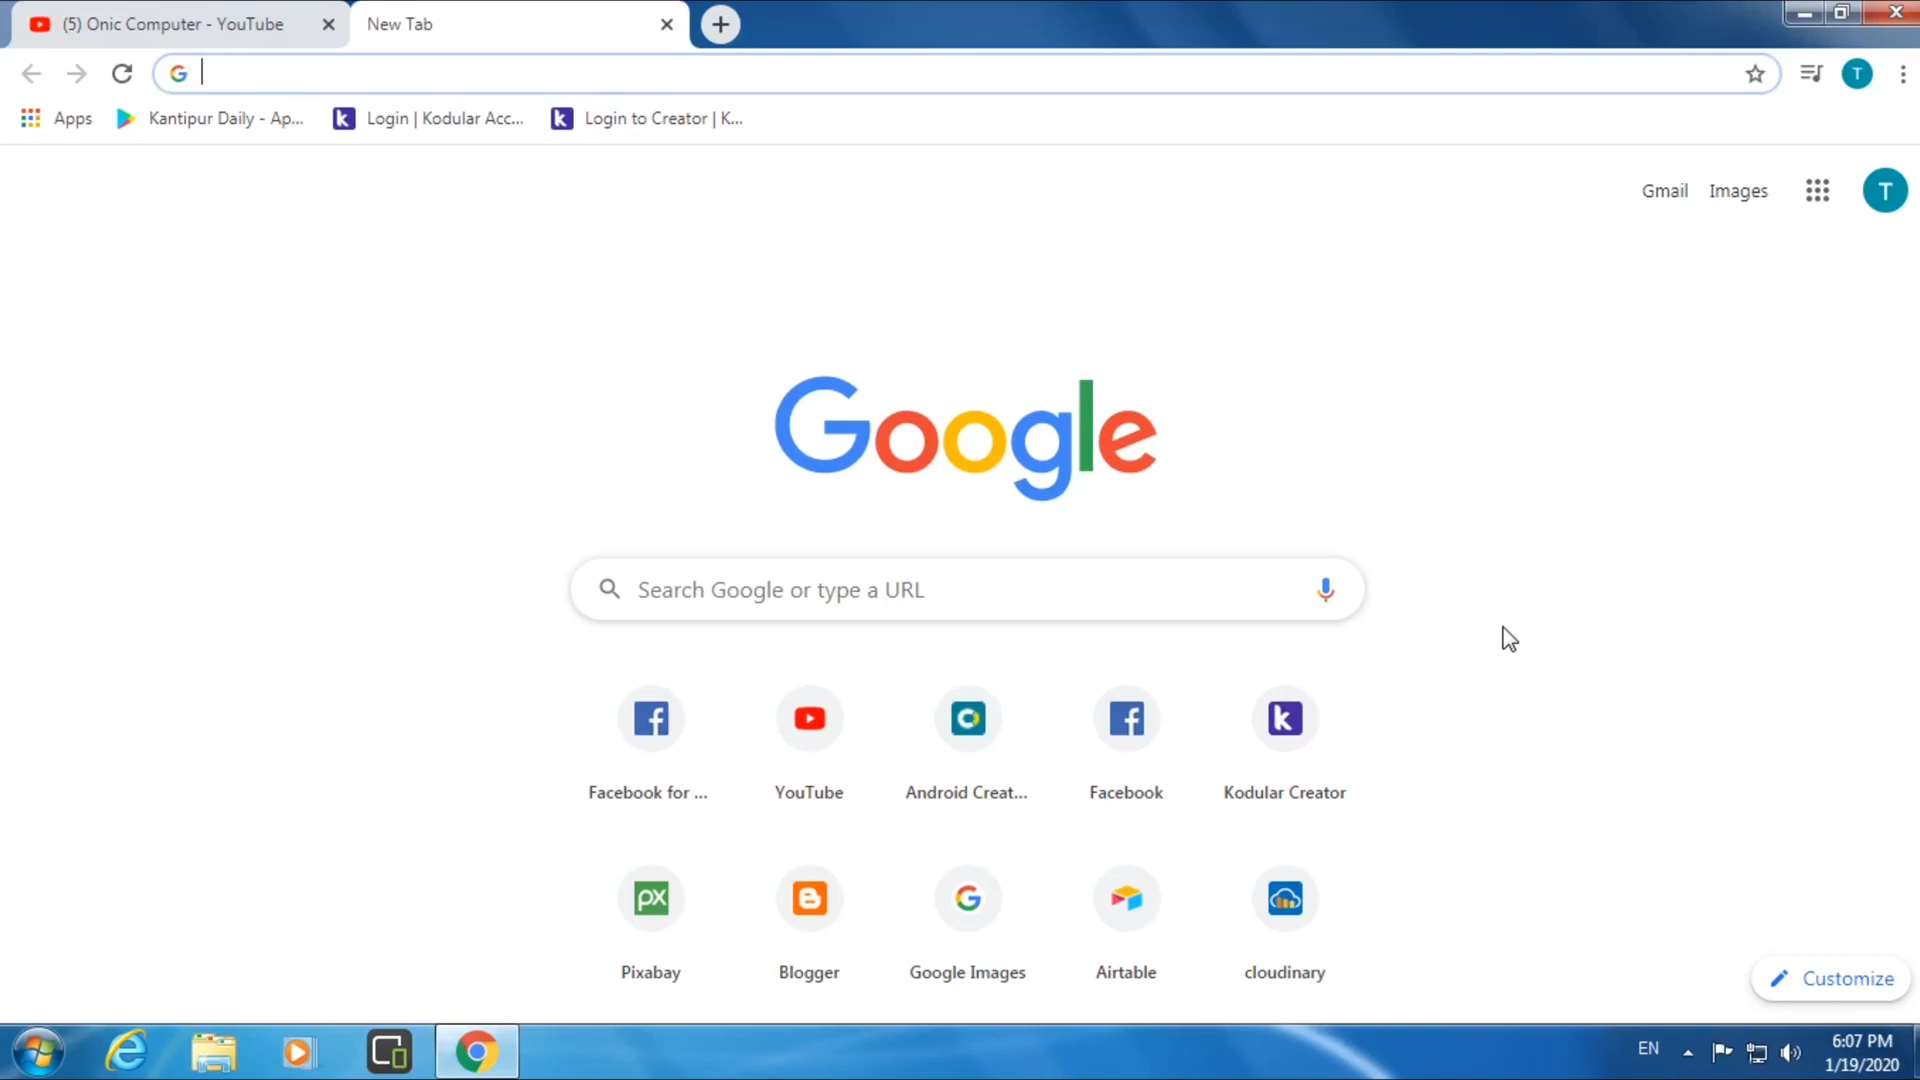 (5) Onic Computer - YouTube
New Tab
Apps
Kantipur Daily - Ap...
Login | Kodular Acc...
Login to Creator | K...
Gmail
Images
T
T
Google
Search Google or type a URL
Facebook for ...
YouTube
Android Creat...
Facebook
Kodular Creator
Pixabay
Blogger
Google Images
Airtable
cloudinary
Customize
EN
6:07 PM
1/19/2020